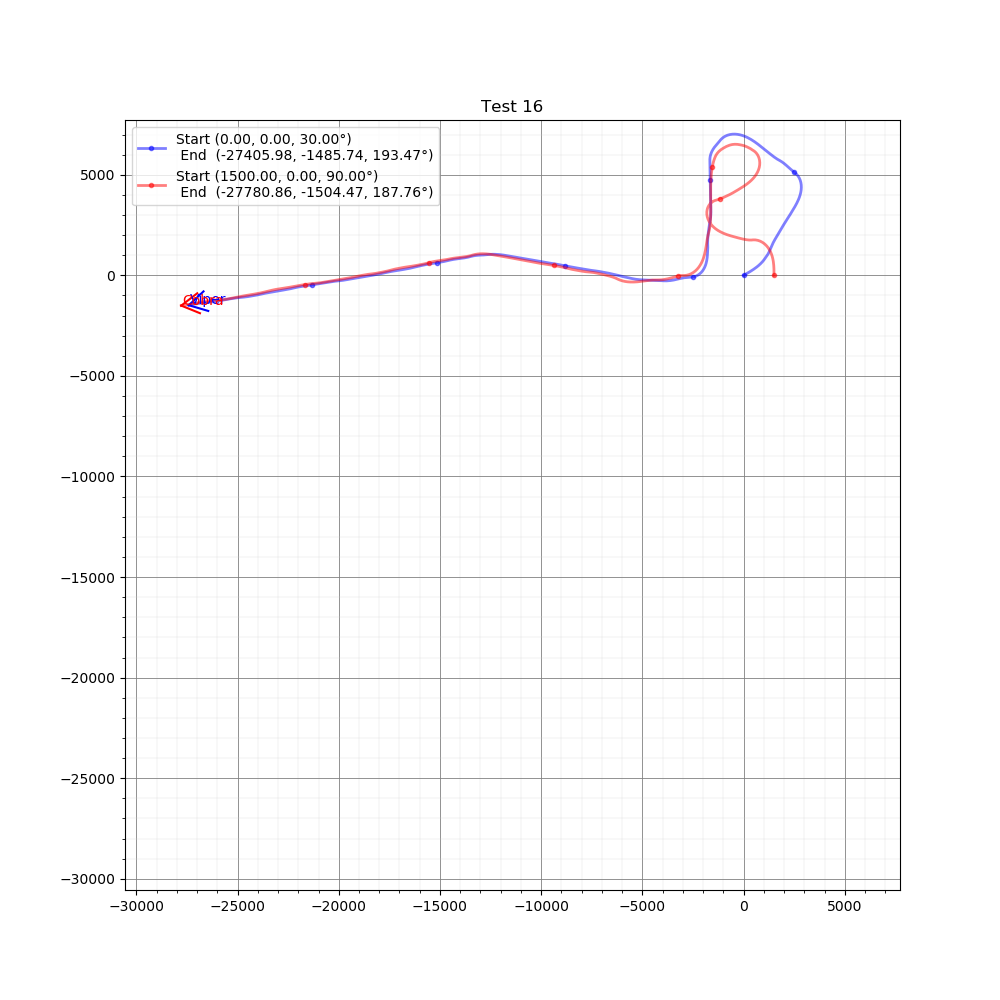 Test 16
Start (0.00, 0.00, 30.00°)
End  (-27405.98, -1485.74, 193.47°)
Start (1500.00, 0.00, 90.00°)
End  (-27780.86, -1504.47, 187.76°)
5000
0
−5000
−10000
−15000
−20000
−25000
−30000
−30000 −25000 −20000 −15000 −10000 −5000 0 5000